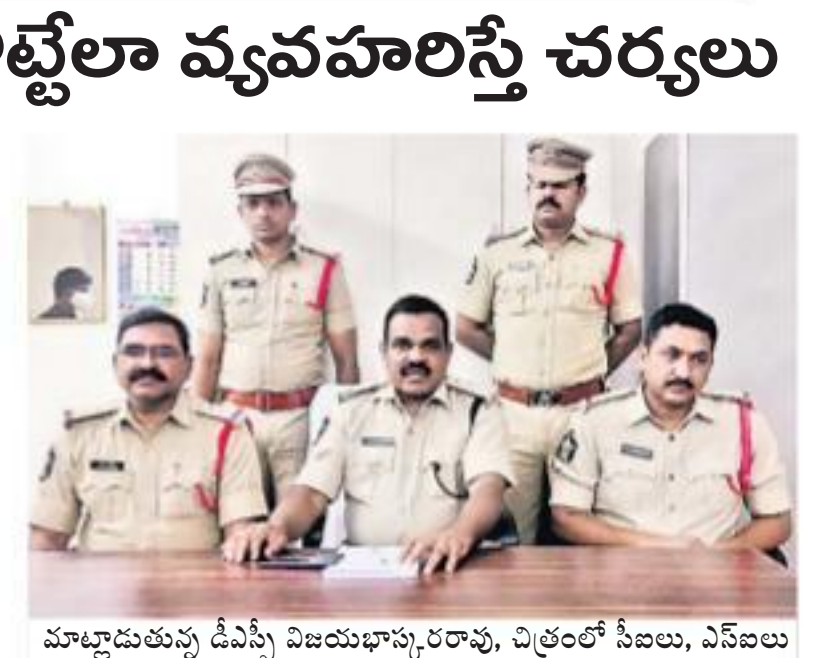 వ్యవహరిస్తే చర్యలు
మాట్లాడుతున్న డీఎస్పీ విజయభాస్కరరావు, చిత్రంలో సీఐలు, ఎస్ఐలు